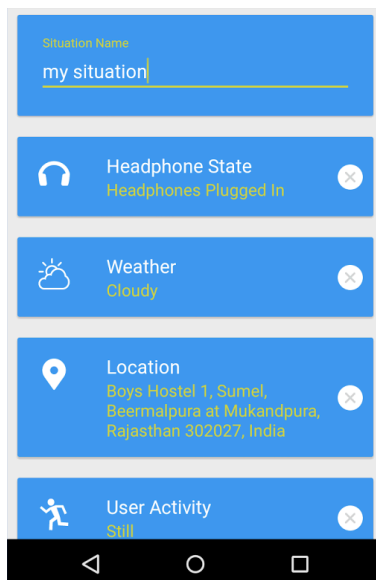 Situation Name
my situation
Headphone State
Headphones Plugged In
Weather
Cloudy
Location
Boys Hostel 1, Sumel,
Beermalpura at Mukandpura,
Rajasthan 302027, India
User Activity
Still